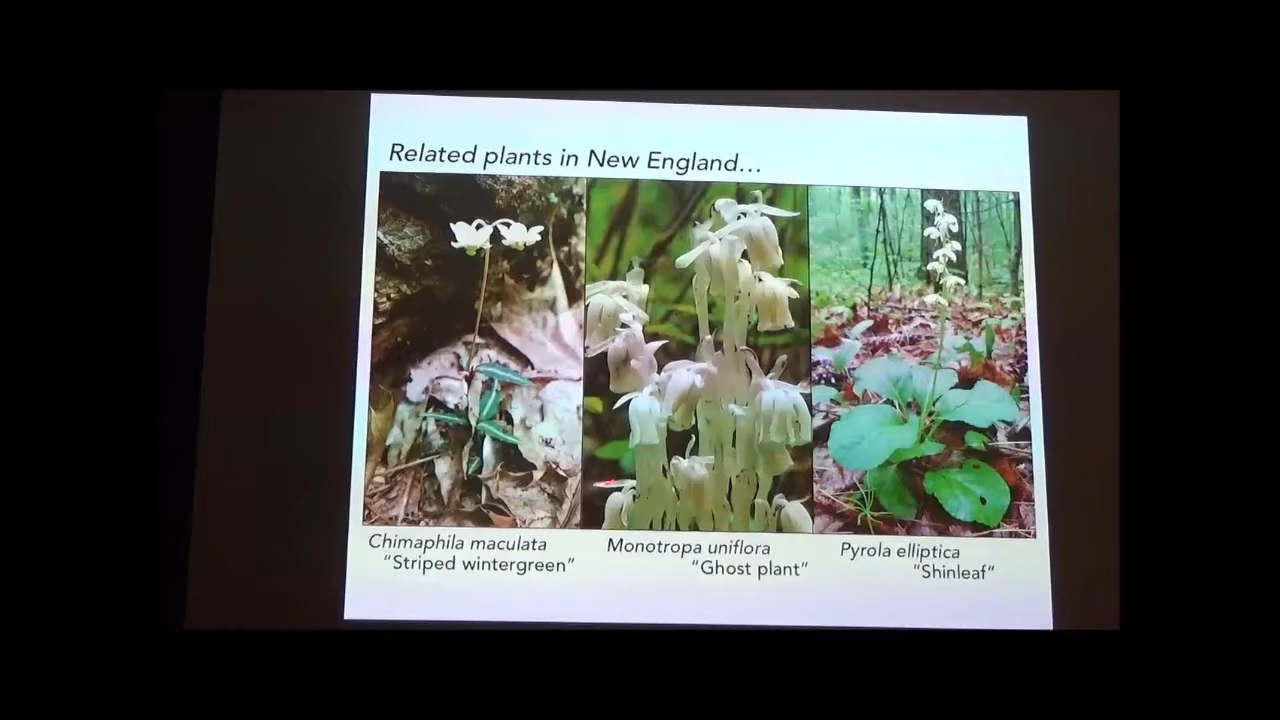 Related plants in New England...
Chimaphila maculata
"Striped wintergreen"
Monotropa uniflora
"Ghost plant"
Pyrola elliptica
"Shinleaf"